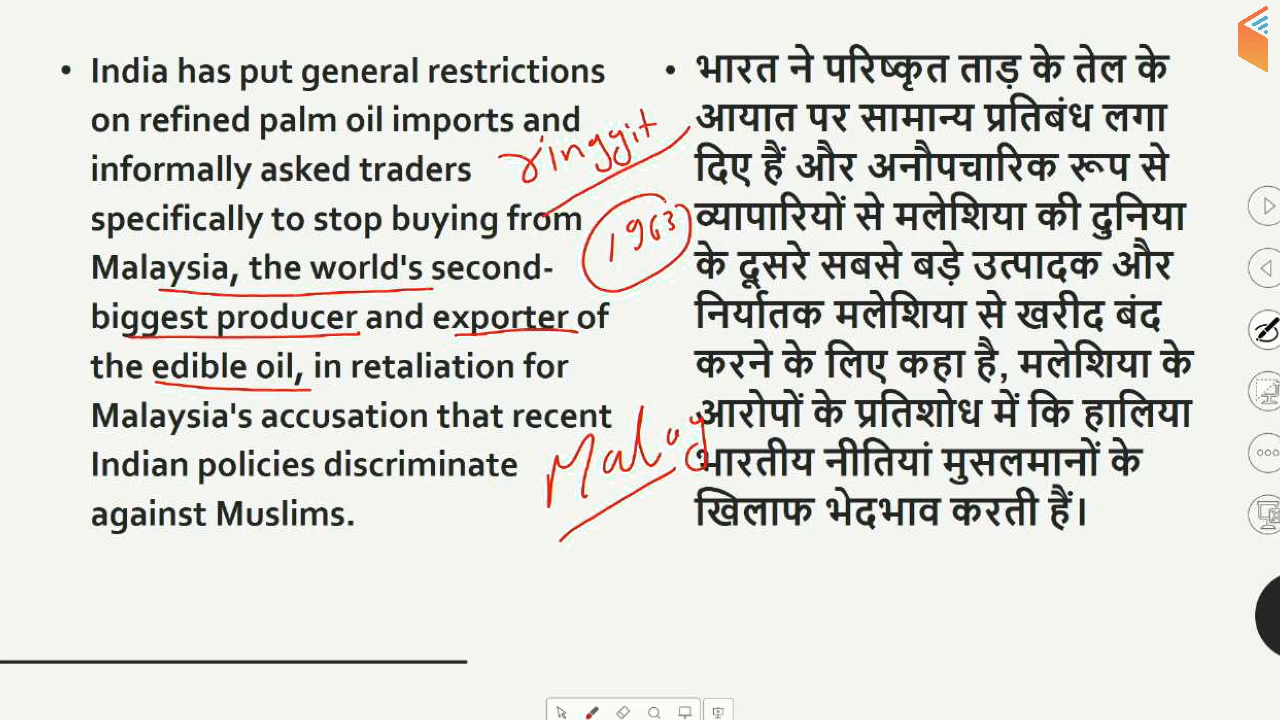 • India has put general restrictions
on refined palm oil imports and
informally asked traders
specifically to stop buying from
Malaysia, the world's second-
biggest producer and exporter of
the edible oil, in retaliation for
Malaysia's accusation that recent
Indian policies discriminate
against Muslims.
ringgit
1963
Malay
• भारत ने परिष्कृत ताड़ के तेल के
आयात पर सामान्य प्रतिबंध लगा
दिए हैं और अनौपचारिक रूप से
व्यापारियों से मलेशिया की दुनिया
के दूसरे सबसे बड़े उत्पादक और
निर्यातक मलेशिया से खरीद बंद
करने के लिए कहा है, मलेशिया के
आरोपों के प्रतिशोध में कि हालिया
भारतीय नीतियां मुसलमानों के
खिलाफ भेदभाव करती हैं।